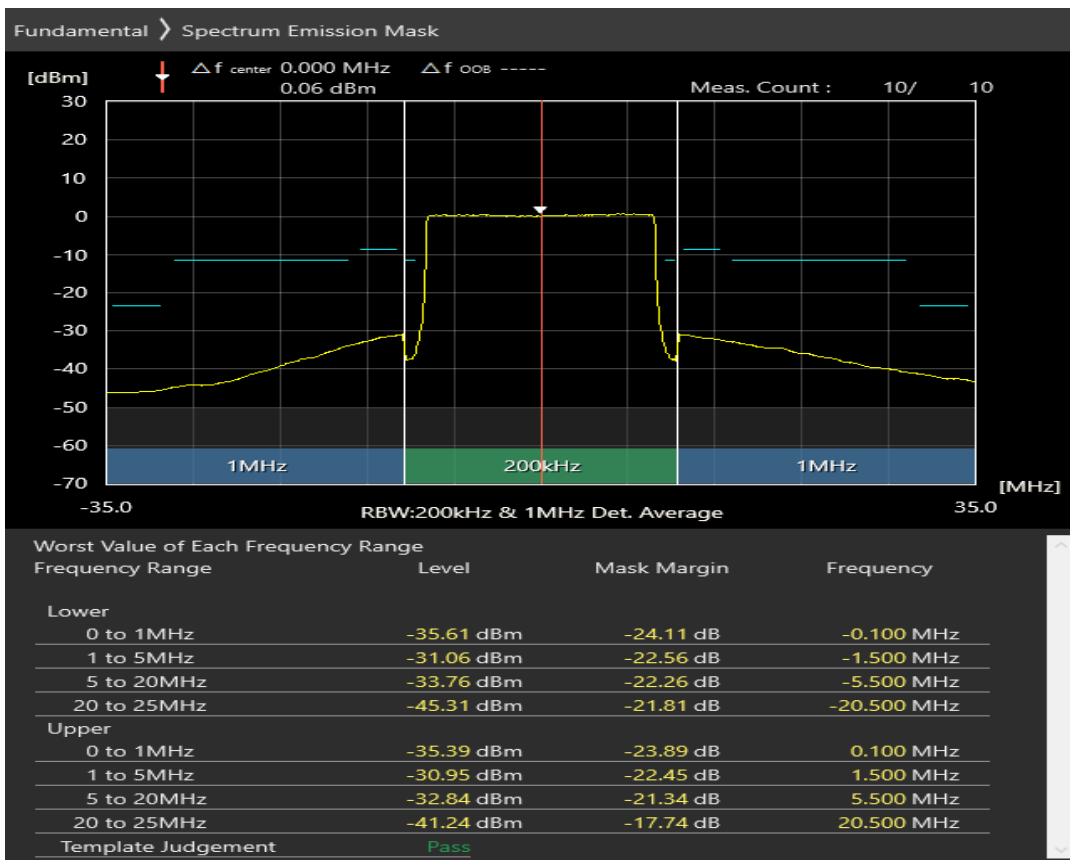 Fundamental ❯ Spectrum Emission Mask
[dBm] △f center 0.000 MHz △f OOB -----
0.06 dBm Meas. Count : 10/ 10
30
20
10
0
-10
-20
-30
-40
-50
-60
1MHz 200kHz 1MHz
-70
[MHz]
-35.0 RBW:200kHz & 1MHz Det. Average 35.0
Worst Value of Each Frequency Range
Frequency Range Level Mask Margin Frequency
Lower
0 to 1MHz -35.61 dBm -24.11 dB -0.100 MHz
1 to 5MHz -31.06 dBm -22.56 dB -1.500 MHz
5 to 20MHz -33.76 dBm -22.26 dB -5.500 MHz
20 to 25MHz -45.31 dBm -21.81 dB -20.500 MHz
Upper
0 to 1MHz -35.39 dBm -23.89 dB 0.100 MHz
1 to 5MHz -30.95 dBm -22.45 dB 1.500 MHz
5 to 20MHz -32.84 dBm -21.34 dB 5.500 MHz
20 to 25MHz -41.24 dBm -17.74 dB 20.500 MHz
Template Judgement Pass